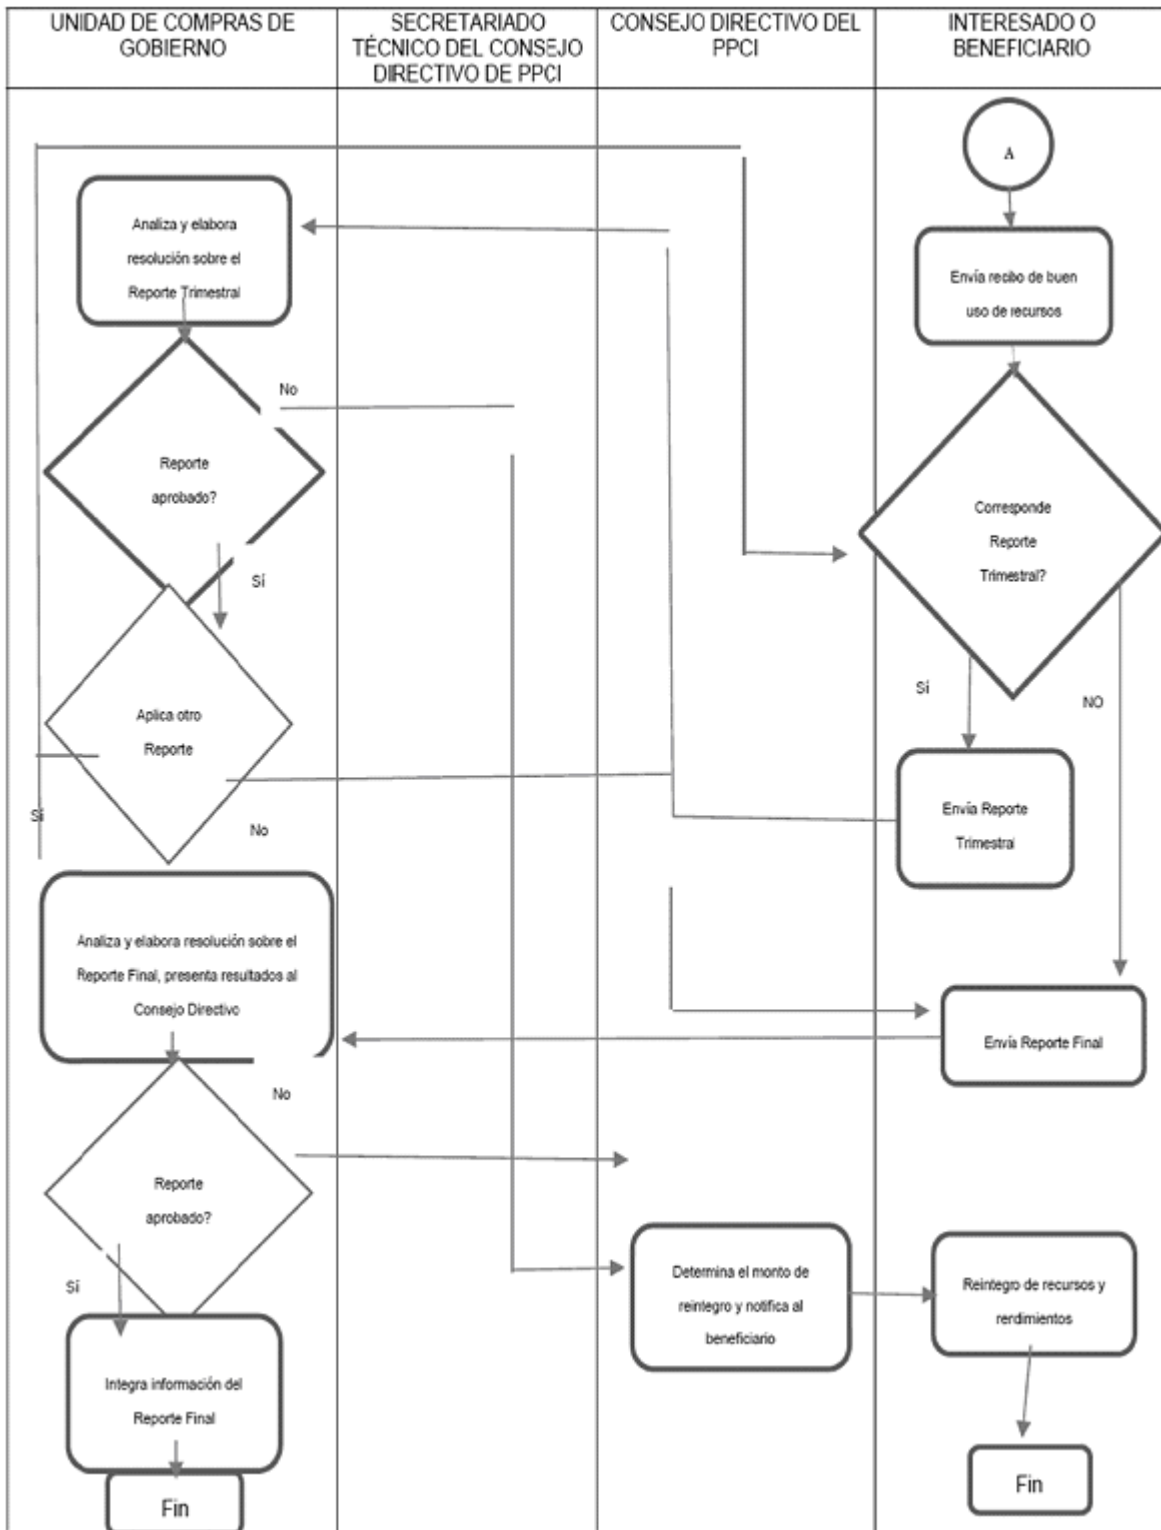 UNIDAD DE COMPRAS DE
GOBIERNO
SECRETARIADO
TÉCNICO DEL CONSEJO
DIRECTIVO DE PPCI
CONSEJO DIRECTIVO DEL
PPCI
INTERESADO O
BENEFICIARIO
A
Analiza y elabora
resolución sobre el
Reporte Trimestral
Envía recibo de buen
uso de recursos
No
Reporte
aprobado?
Sí
Corresponde
Reporte
Trimestral?
Sí
NO
Aplica otro
Reporte
Sí
No
Envía Reporte
Trimestral
Analiza y elabora resolución sobre el
Reporte Final, presenta resultados al
Consejo Directivo
Envía Reporte Final
No
Reporte
aprobado?
Sí
Determina el monto de
reintegro y notifica al
beneficiario
Reintegro de recursos y
rerdimientos
Integra información del
Reporte Final
Fin
Fin